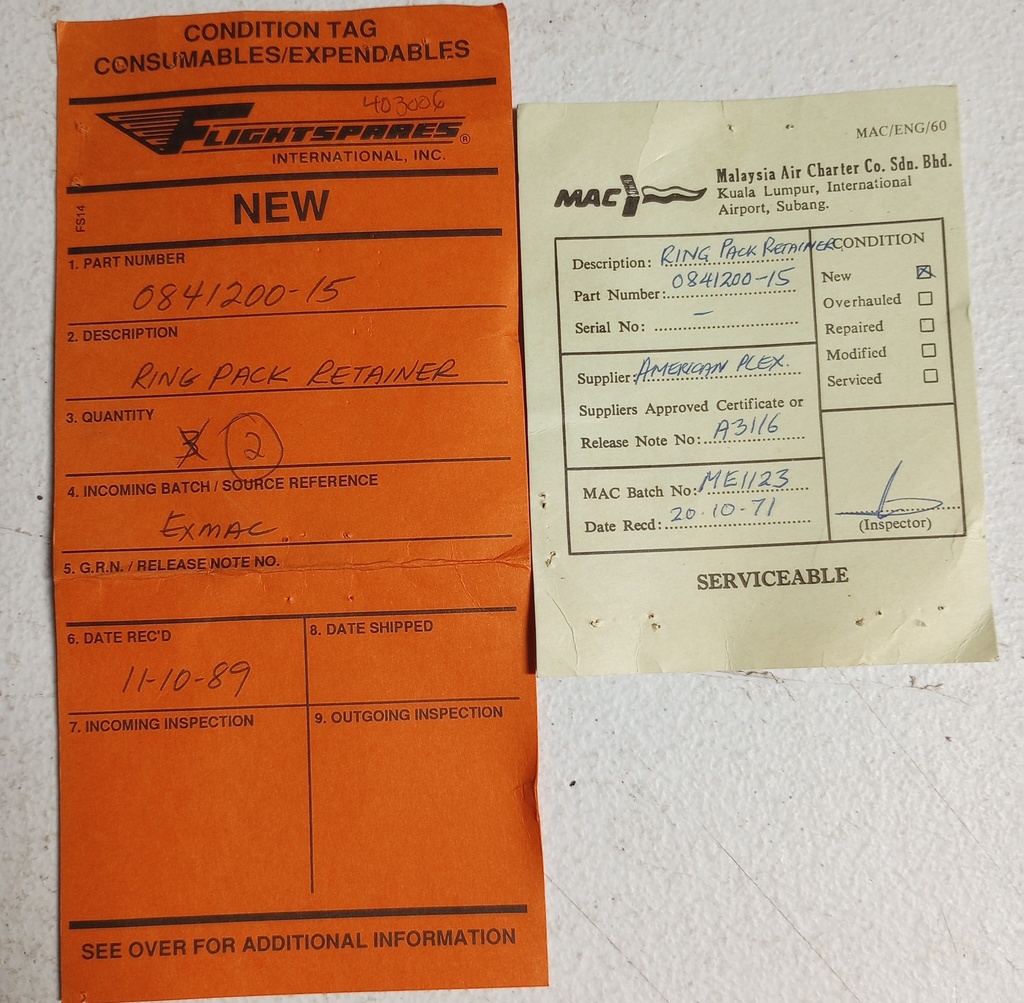 CONDITION TAG
CONSUMABLES/EXPENDABLES
403006
FLIGHTSPARES ®
INTERNATIONAL, INC.
FS14
NEW
1. PART NUMBER
0841200-15
2. DESCRIPTION
RING PACK RETAINER
3. QUANTITY
3 2
4. INCOMING BATCH / SOURCE REFERENCE
EXMAC
5. G.R.N. / RELEASE NOTE NO.
6. DATE REC'D
11-10-89
8. DATE SHIPPED
7. INCOMING INSPECTION
9. OUTGOING INSPECTION
SEE OVER FOR ADDITIONAL INFORMATION
MAC/ENG/60
MAC
Malaysia Air Charter Co. Sdn. Bhd.
Kuala Lumpur, International
Airport, Subang.
Description: RING PACK RETAINER
Part Number: 0841200-15
Serial No: –
Supplier: AMERICAN PLEX.
Suppliers Approved Certificate or
Release Note No: A3116
MAC Batch No: ME1123
Date Recd: 20-10-71
CONDITION
New
Overhauled
Repaired
Modified
Serviced
(Inspector)
SERVICEABLE